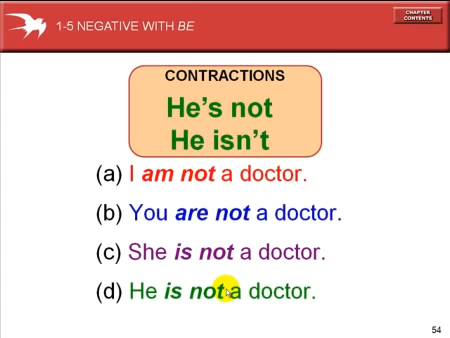 1-5 NEGATIVE WITH BE
CHAPTER
CONTENTS
CONTRACTIONS
He's not
He isn't
(a) I am not a doctor.
(b) You are not a doctor.
(c) She is not a doctor.
(d) He is not a doctor.
54